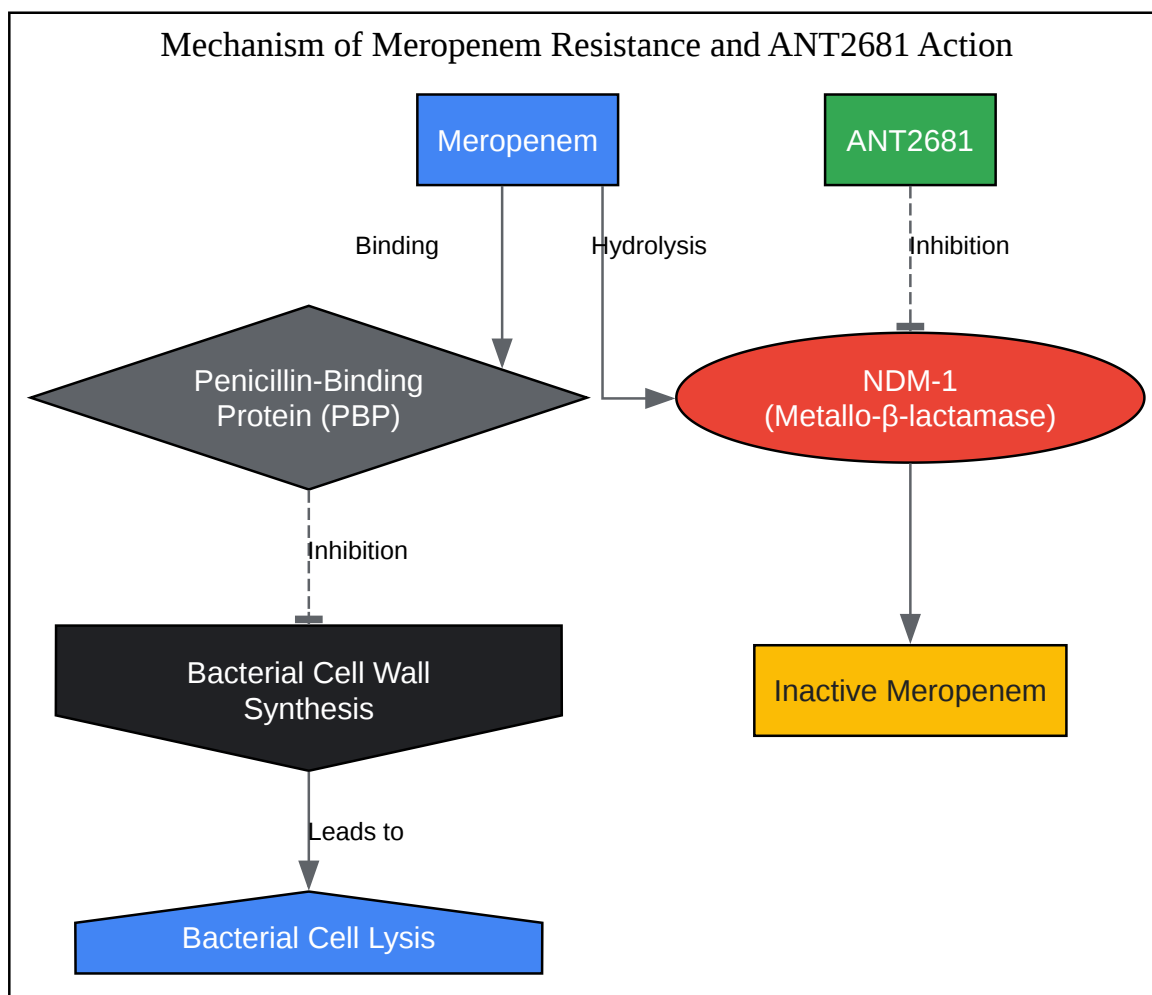 Mechanism of Meropenem Resistance and ANT2681 Action
Meropenem
ANT2681
Binding
Hydrolysis
Inhibition
Penicillin-Binding
Protein (PBP)
NDM-1
(Metallo-β-lactamase)
Inhibition
Bacterial Cell Wall
Synthesis
Inactive Meropenem
Leads to
Bacterial Cell Lysis